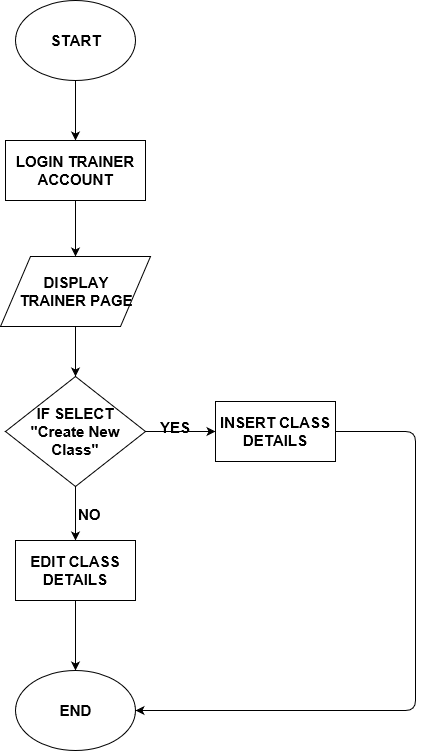 START
LOGIN TRAINER
ACCOUNT
DISPLAY
TRAINER PAGE
IF SELECT
"Create New
Class"
YES
INSERT CLASS
DETAILS
NO
EDIT CLASS
DETAILS
END